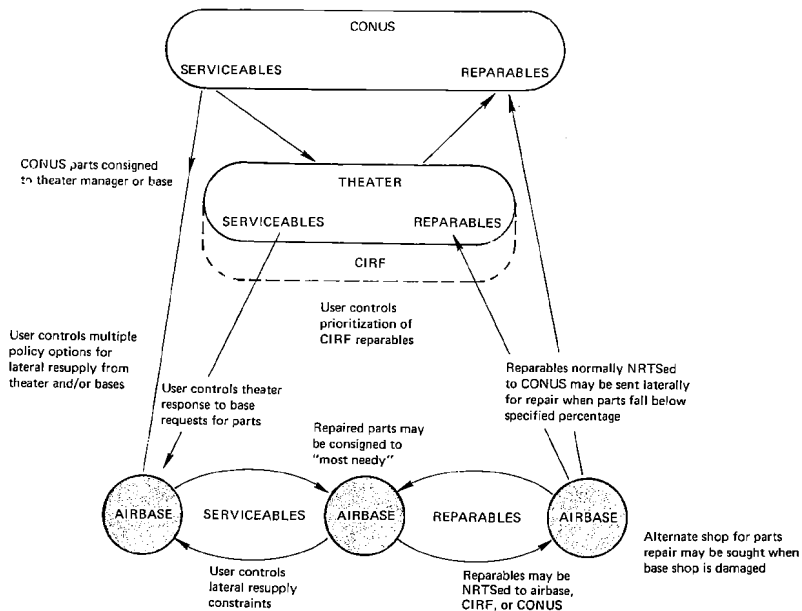 CONUS
SERVICEABLES
REPARABLES
CONUS parts consigned
to theater manager or base
THEATER
SERVICEABLES
REPARABLES
CIRF
User controls
prioritization of
CIRF reparables
User controls multiple
policy options for
lateral resupply from
theater and/or bases
User controls theater
response to base
requests for parts
Reparables normally NRTSed
to CONUS may be sent laterally
for repair when parts fall below
specified percentage
Repaired parts may
be consigned to
"most needy"
AIRBASE
SERVICEABLES
AIRBASE
REPARABLES
AIRBASE
Alternate shop for parts
repair may be sought when
base shop is damaged
User controls
lateral resupply
constraints
Reparables may be
NRTSed to airbase,
CIRF, or CONUS